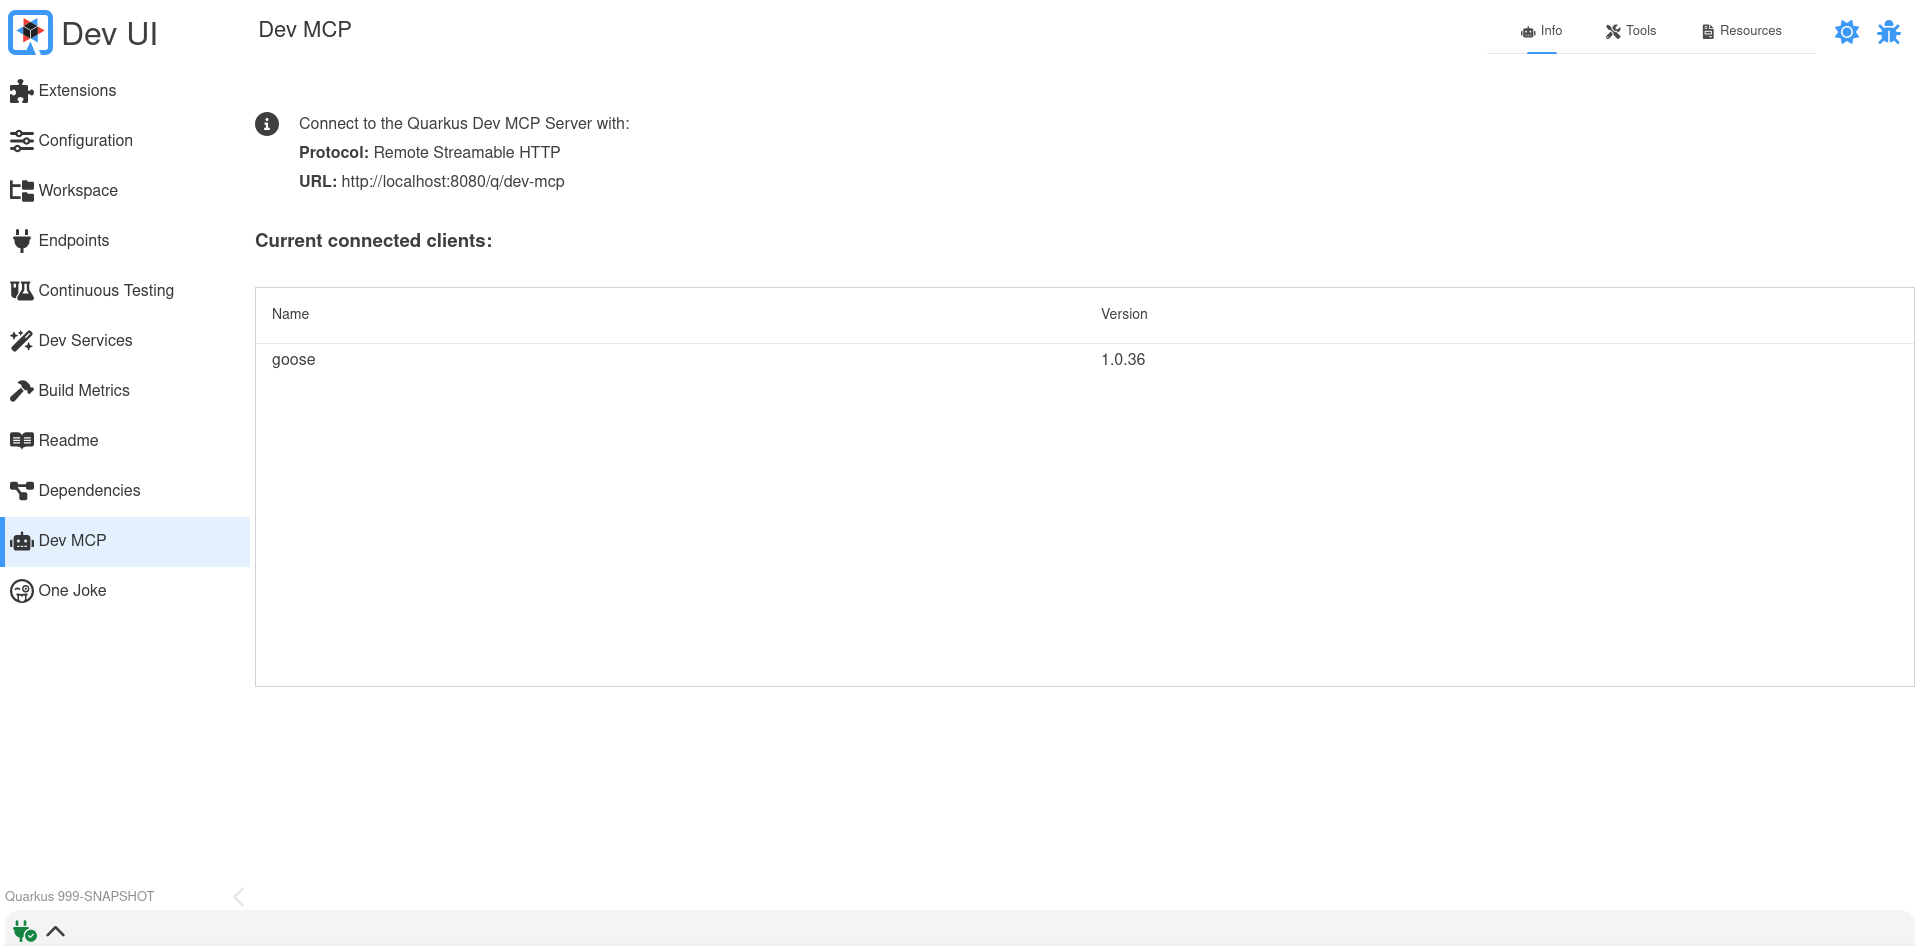 Dev UI
Dev MCP
Info
Tools
Resources
Extensions
Configuration
Workspace
Endpoints
Continuous Testing
Dev Services
Build Metrics
Readme
Dependencies
Dev MCP
One Joke
Connect to the Quarkus Dev MCP Server with:
Protocol: Remote Streamable HTTP
URL: http://localhost:8080/q/dev-mcp
Current connected clients:
Name Version
goose 1.0.36
Quarkus 999-SNAPSHOT